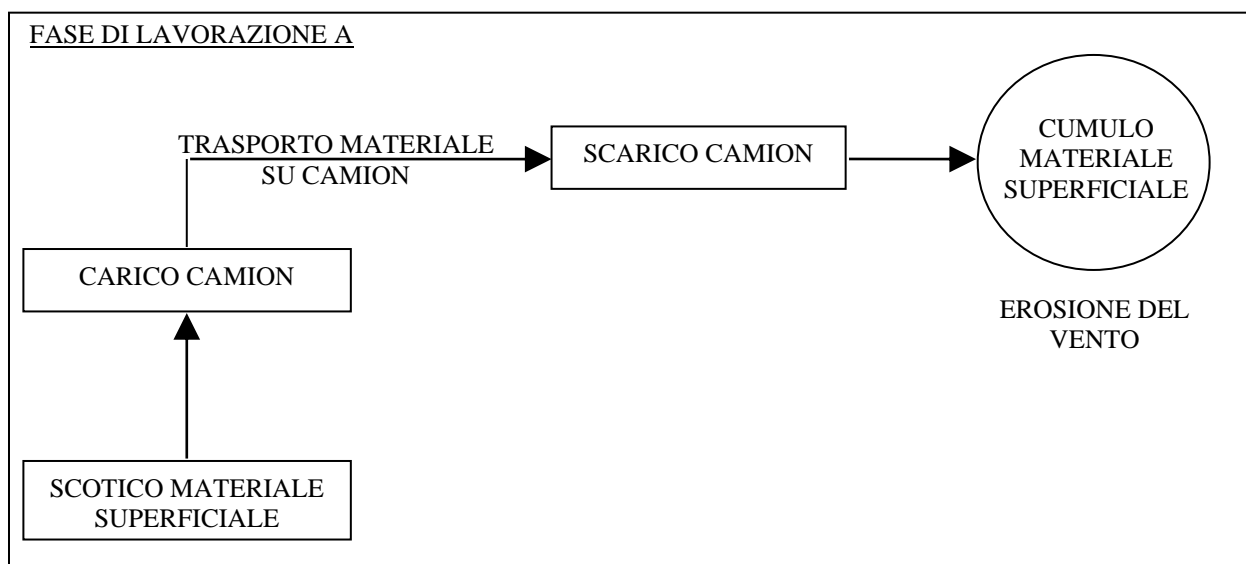 FASE DI LAVORAZIONE A
TRASPORTO MATERIALE
SU CAMION
SCARICO CAMION
CUMULO
MATERIALE
SUPERFICIALE
CARICO CAMION
EROSIONE DEL
VENTO
SCOTICO MATERIALE
SUPERFICIALE